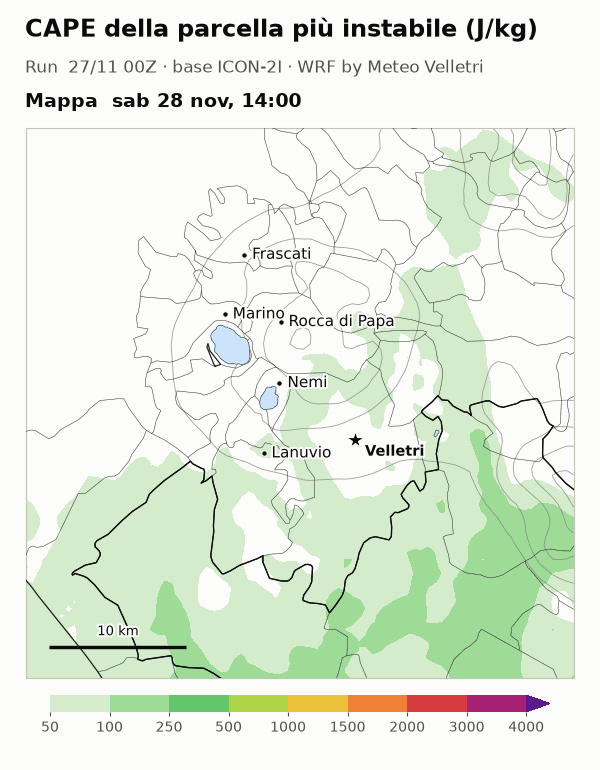 CAPE della parcella più instabile (J/kg)
Run  27/11 00Z · base ICON-2I · WRF by Meteo Velletri
Mappa  sab 28 nov, 14:00
Frascati
Marino
Rocca di Papa
Nemi
Velletri
Lanuvio
10 km
50 100 250 500 1000 1500 2000 3000 4000